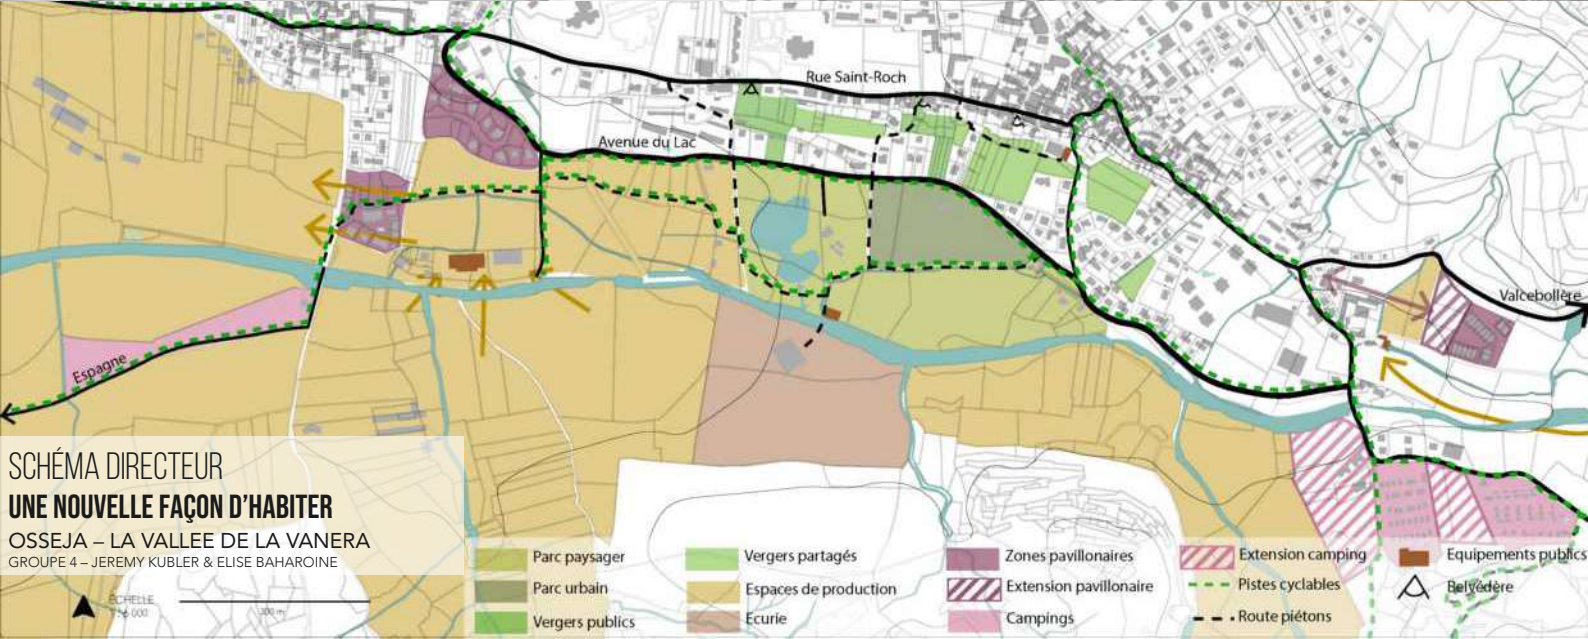 Rue Saint-Roch
Avenue du Lac
Valcebollère
Espagne
SCHÉMA DIRECTEUR
UNE NOUVELLE FAÇON D'HABITER
OSSEJA – LA VALLEE DE LA VANERA
GROUPE 4 – JEREMY KUBLER & ELISE BAHAROINE
ÉCHELLE
200 m
Parc paysager
Parc urbain
Vergers publics
Vergers partagés
Espaces de production
Ecurie
Zones pavillonaires
Extension pavillonaire
Campings
Extension camping
Pistes cyclables
Route piétons
Equipements publics
Belvédère